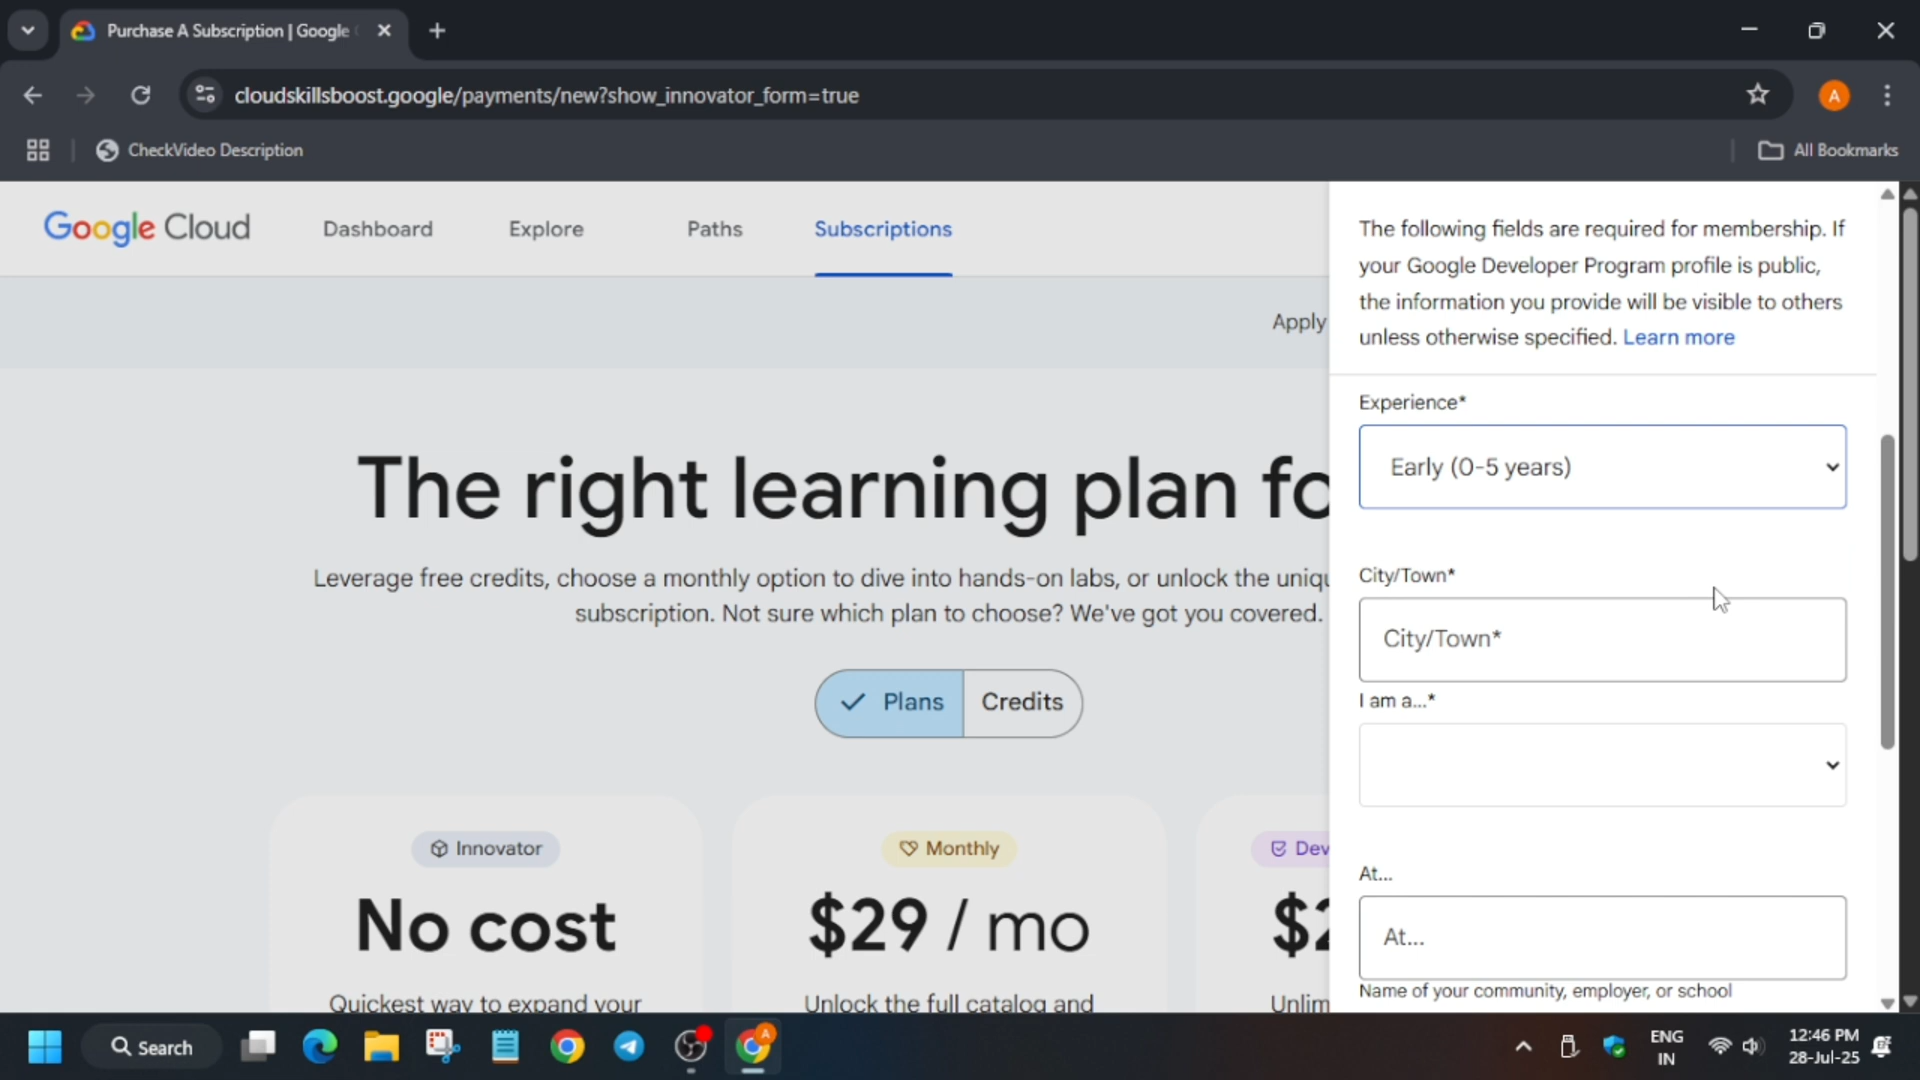 Purchase A Subscription | Google
cloudskillsboost.google/payments/new?show_innovator_form=true
A
CheckVideo Description
All Bookmarks
Google Cloud
Dashboard
Explore
Paths
Subscriptions
Apply
The right learning plan fo
Leverage free credits, choose a monthly option to dive into hands-on labs, or unlock the uniqu
subscription. Not sure which plan to choose? We've got you covered.
Plans
Credits
Innovator
No cost
Quickest way to expand your
Monthly
$29 / mo
Unlock the full catalog and
Dev
$2
Unlim
The following fields are required for membership. If
your Google Developer Program profile is public,
the information you provide will be visible to others
unless otherwise specified. Learn more
Experience*
Early (0-5 years)
City/Town*
City/Town*
I am a...*
At...
At...
Name of your community, employer, or school
Search
A
ENG
IN
12:46 PM
28-Jul-25